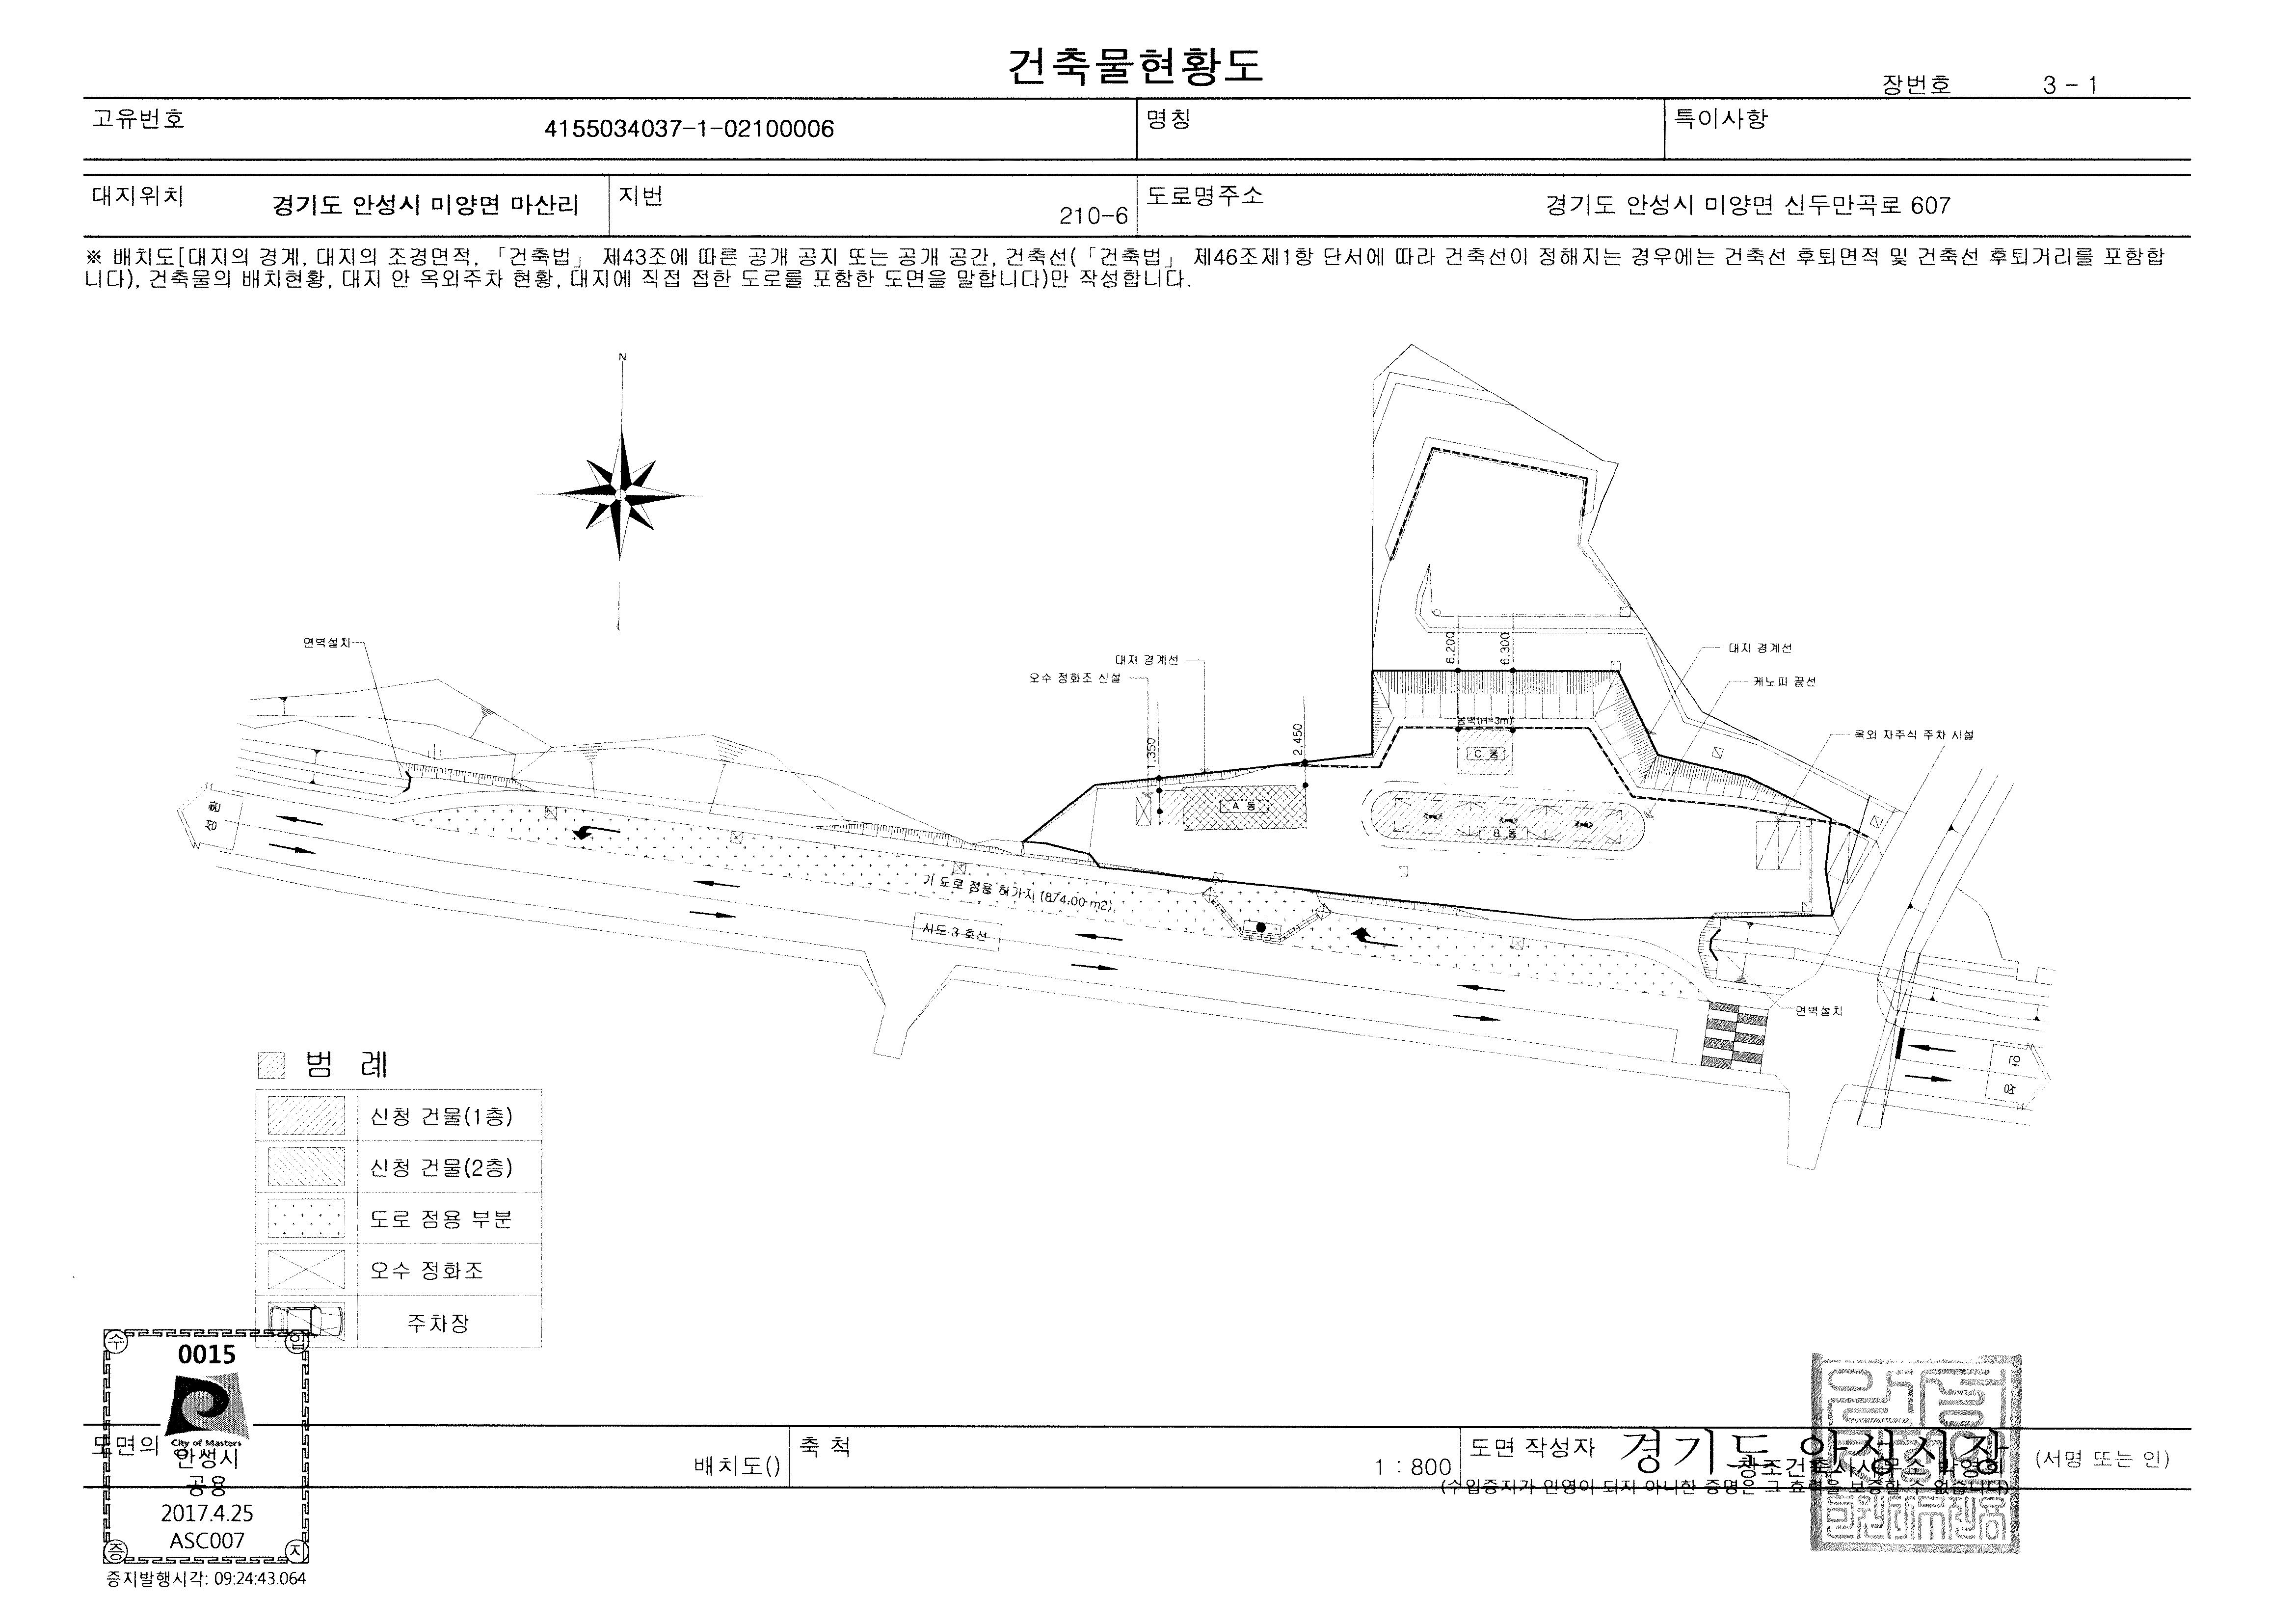 건축물현황도
장번호 3 - 1
고유번호 4155034037-1-02100006 명칭 특이사항
대지위치 경기도 안성시 미양면 마산리 지번 210-6 도로명주소 경기도 안성시 미양면 신두만곡로 607
※ 배치도[대지의 경계, 대지의 조경면적, 「건축법」 제43조에 따른 공개 공지 또는 공개 공간, 건축선(「건축법」 제46조제1항 단서에 따라 건축선이 정해지는 경우에는 건축선 후퇴면적 및 건축선 후퇴거리를 포함합
니다), 건축물의 배치현황, 대지 안 옥외주차 현황, 대지에 직접 접한 도로를 포함한 도면을 말합니다)만 작성합니다.
N
연벽설치
대지 경계선
오수 정화조 신설
1.350
2.450
6.200
6.300
대지 경계선
케노피 끝선
옥외 자주식 주차 시설
옹벽(H=3m)
C 동
A 동
B 동
성환
기 도로 점용 허가지 (874.00 m2)
시도 3 호선
연벽설치
안성
범 례
신청 건물(1층)
신청 건물(2층)
도로 점용 부분
오수 정화조
주차장
수 입
0015
City of Masters
안성시
공용
2017.4.25
ASC007
증 지
증지발행시각: 09:24:43.064
도면의
배치도()
축 척
1 : 800
도면 작성자
경기도 안성시장
창조건축사사무소 박영희
(서명 또는 인)
(수입증지가 인영이 되지 아니한 증명은 그 효력을 보증할 수 없습니다)